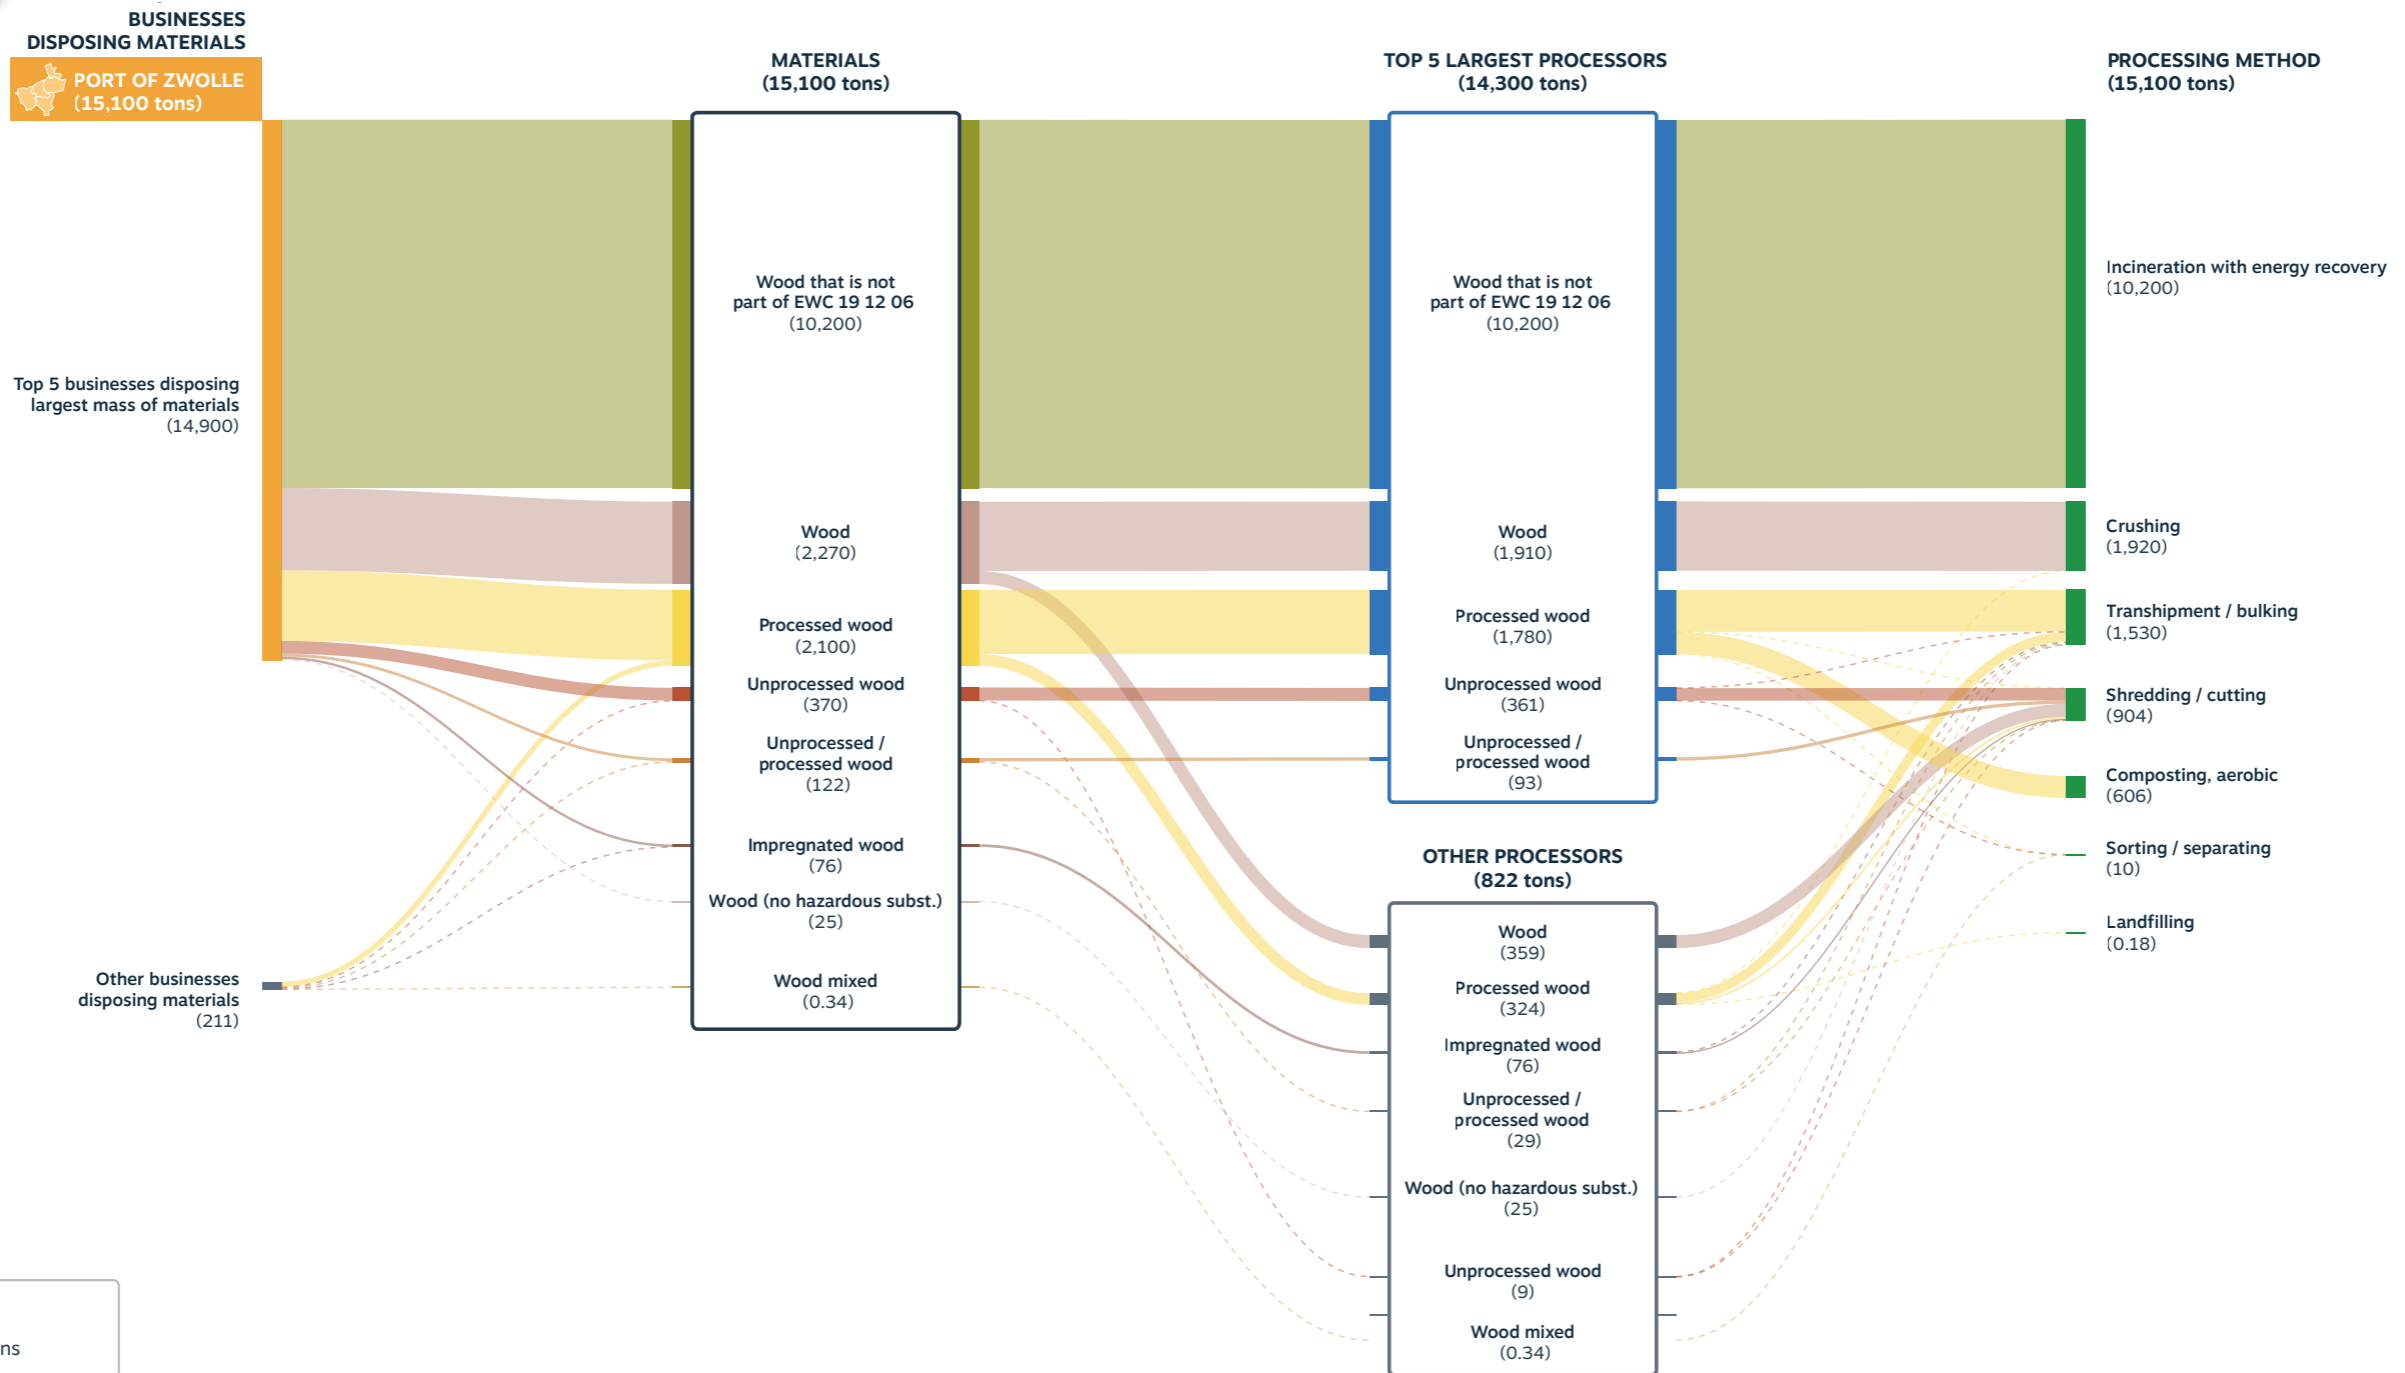 BUSINESSES
DISPOSING MATERIALS
PORT OF ZWOLLE
(15,100 tons)
Top 5 businesses disposing
largest mass of materials
(14,900)
Other businesses
disposing materials
(211)
ns
MATERIALS
(15,100 tons)
Wood that is not
part of EWC 19 12 06
(10,200)
Wood
(2,270)
Processed wood
(2,100)
Unprocessed wood
(370)
Unprocessed /
processed wood
(122)
Impregnated wood
(76)
Wood (no hazardous subst.)
(25)
Wood mixed
(0.34)
TOP 5 LARGEST PROCESSORS
(14,300 tons)
Wood that is not
part of EWC 19 12 06
(10,200)
Wood
(1,910)
Processed wood
(1,780)
Unprocessed wood
(361)
Unprocessed /
processed wood
(93)
OTHER PROCESSORS
(822 tons)
Wood
(359)
Processed wood
(324)
Impregnated wood
(76)
Unprocessed /
processed wood
(29)
Wood (no hazardous subst.)
(25)
Unprocessed wood
(9)
Wood mixed
(0.34)
PROCESSING METHOD
(15,100 tons)
Incineration with energy recovery
(10,200)
Crushing
(1,920)
Transhipment / bulking
(1,530)
Shredding / cutting
(904)
Composting, aerobic
(606)
Sorting / separating
(10)
Landfilling
(0.18)